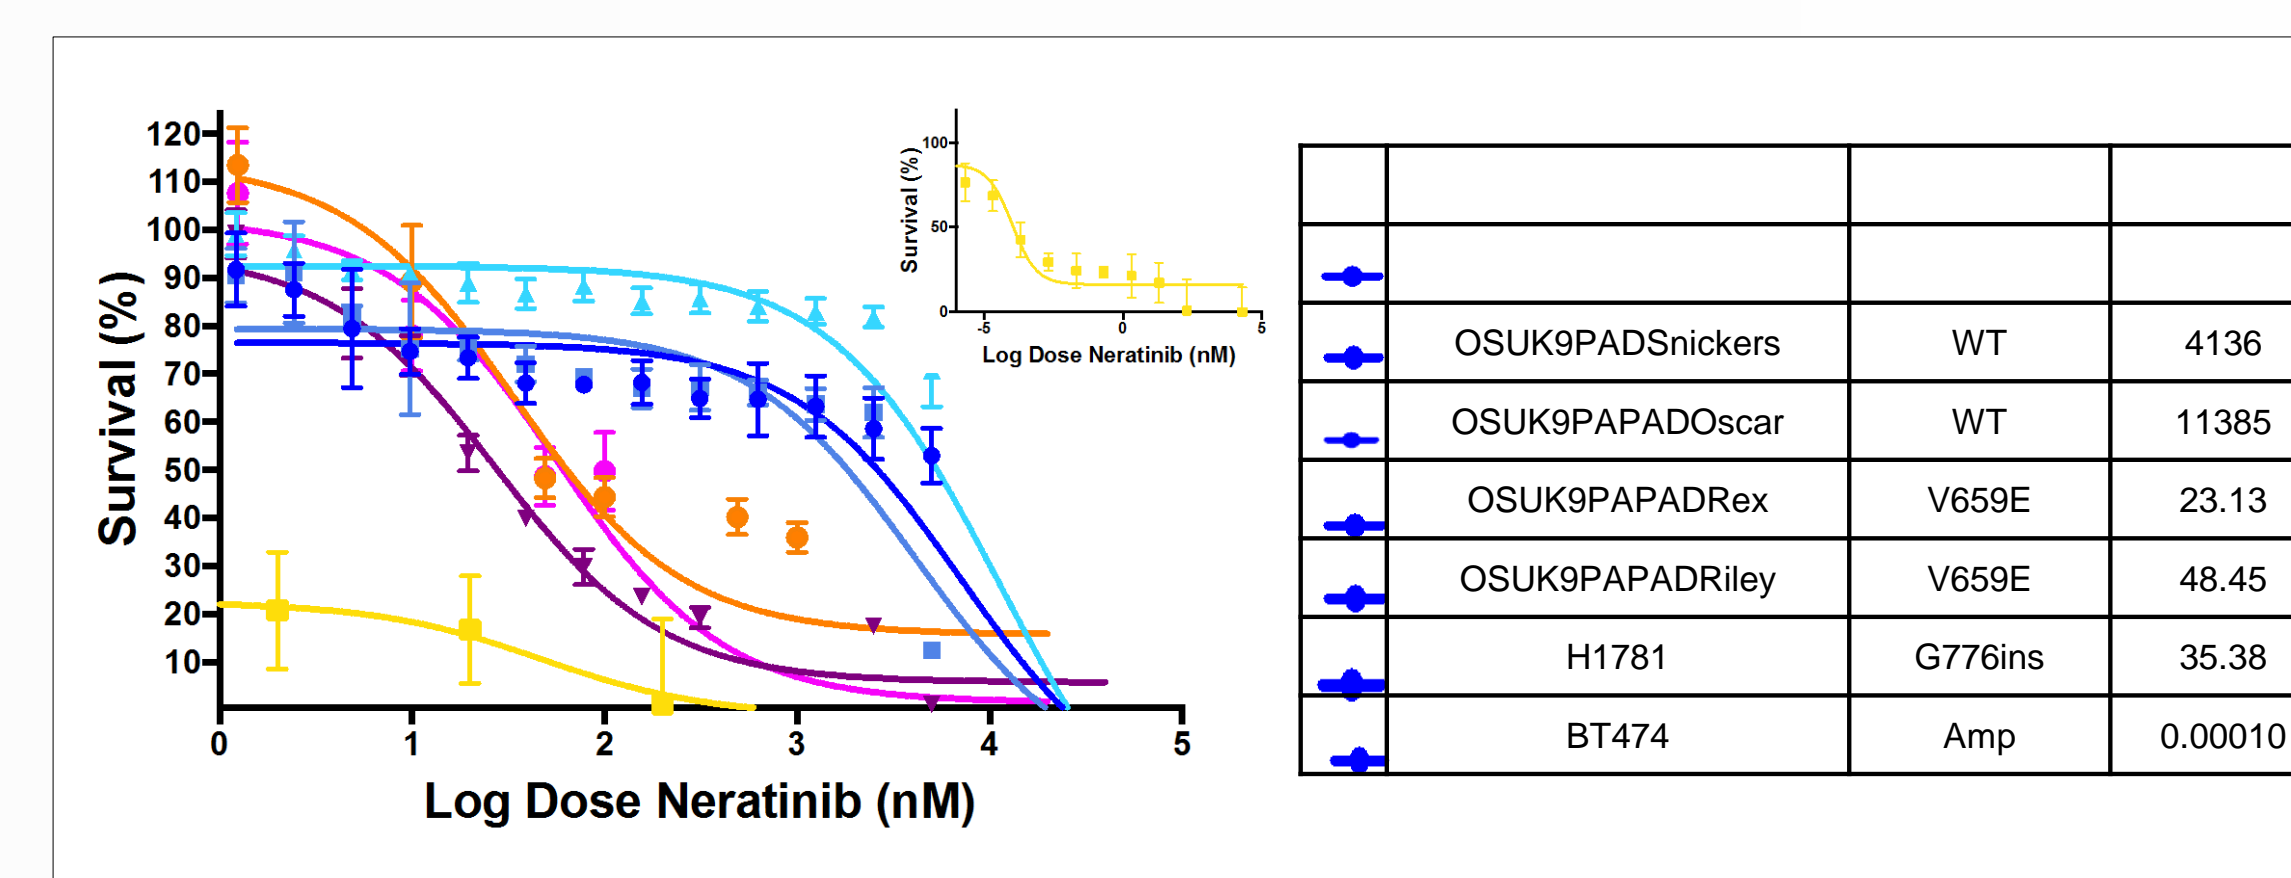 120
110
100
90
80
70
60
50
40
30
20
10
Survival (%)
0 1 2 3 4 5
Log Dose Neratinib (nM)
100
50
0
Survival (%)
-5 0 5
Log Dose Neratinib (nM)
OSUK9PADSnickers WT 4136
OSUK9PAPADOscar WT 11385
OSUK9PAPADRex V659E 23.13
OSUK9PAPADRiley V659E 48.45
H1781 G776ins 35.38
BT474 Amp 0.00010